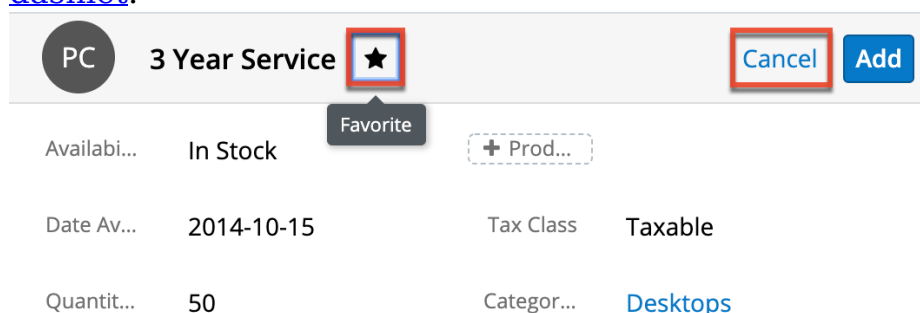 PC 3 Year Service Cancel Add
Favorite
Availabi... In Stock + Prod...
Date Av... 2014-10-15 Tax Class Taxable
Quantit... 50 Categor... Desktops